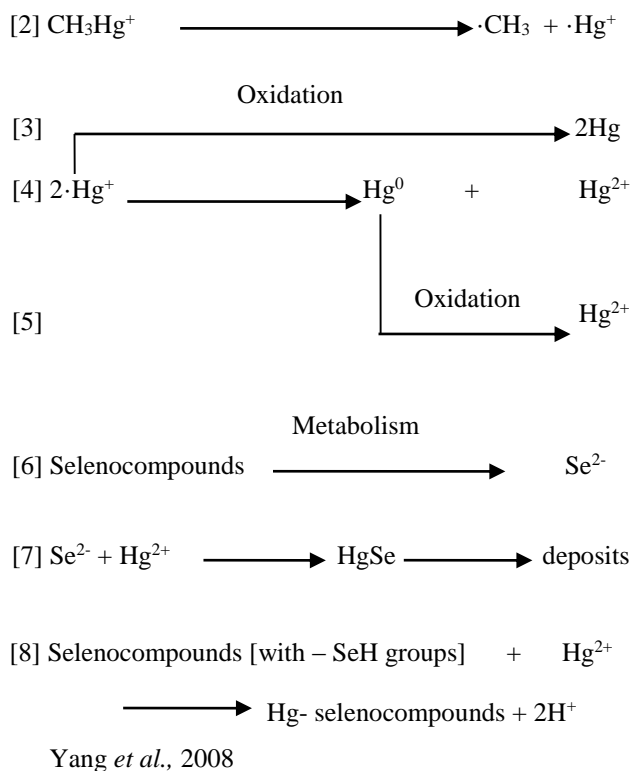 [2] CH₃Hg⁺ ·CH₃ + ·Hg⁺
Oxidation
[3] 2Hg
[4] 2·Hg⁺ Hg⁰ + Hg²⁺
Oxidation
[5] Hg²⁺
Metabolism
[6] Selenocompounds Se²⁻
[7] Se²⁻ + Hg²⁺ HgSe deposits
[8] Selenocompounds [with – SeH groups] + Hg²⁺
Hg- selenocompounds + 2H⁺
Yang et al., 2008